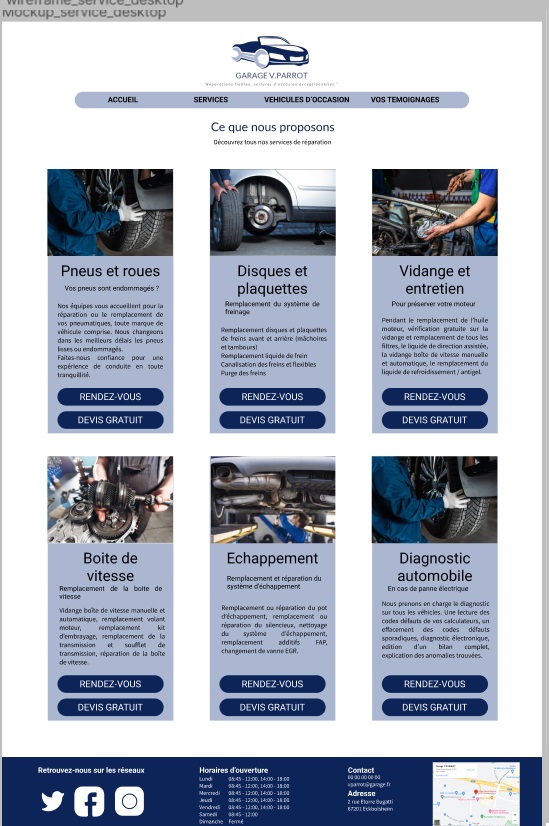 Wireframe_service_desktop
Mockup_service_desktop
GARAGE V.PARROT
ACCUEIL SERVICES VEHICULES D'OCCASION VOS TEMOIGNAGES
Ce que nous proposons
Découvrez tous nos services de réparation
Pneus et roues
Vos pneus sont endommagés ?
Nos équipes vous accueillent pour la
réparation ou le remplacement de
vos pneumatiques, toute marque de
véhicule comprise. Nous changeons
dans les meilleurs délais les pneus
lisses ou endommagés.
Faites-nous confiance pour une
expérience de conduite en toute
tranquillité.
RENDEZ-VOUS
DEVIS GRATUIT
Disques et
plaquettes
Remplacement du système de
freinage
Remplacement disques et plaquettes
de freins avant et arrière (mâchoires
et tambours)
Remplacement liquide de frein
Canalisation des freins et flexibles
Purge des freins
RENDEZ-VOUS
DEVIS GRATUIT
Vidange et
entretien
Pour préserver votre moteur
Pendant le remplacement de l'huile
moteur, vérification gratuite sur la
vidange et remplacement de tous les
filtres, le liquide de direction assistée,
la vidange boîte de vitesse manuelle
et automatique, le remplacement du
liquide de refroidissement / antigel.
RENDEZ-VOUS
DEVIS GRATUIT
Boite de
vitesse
Remplacement de la boite de
vitesse
Vidange boîte de vitesse manuelle et
automatique, remplacement volant
moteur, remplacement kit
d'embrayage, remplacement de la
transmission et soufflet de
transmission, réparation de la boîte
de vitesse.
RENDEZ-VOUS
DEVIS GRATUIT
Echappement
Remplacement et réparation du
système d'échappement
Remplacement ou réparation du pot
d'échappement, remplacement ou
réparation du silencieux, nettoyage
du système d'échappement,
remplacement additifs FAP,
changement de vanne EGR.
RENDEZ-VOUS
DEVIS GRATUIT
Diagnostic
automobile
En cas de panne électrique
Nous prenons en charge le diagnostic
sur tous les véhicules. Une lecture des
codes défauts de vos calculateurs, un
effacement des codes défauts
sporadiques, diagnostic électronique,
edition d'un bilan complet,
explication des anomalies trouvées.
RENDEZ-VOUS
DEVIS GRATUIT
Retrouvez-nous sur les réseaux
Horaires d'ouverture
Lundi 08:45 - 12:00, 14:00 - 18:00
Mardi 08:45 - 12:00, 14:00 - 18:00
Mercredi 08:45 - 12:00, 14:00 - 18:00
Jeudi 08:45 - 12:00, 14:00 - 18:00
Vendredi 08:45 - 12:00, 14:00 - 18:00
Samedi 08:45 - 12:00
Dimanche Fermé
Contact
00 00 00 00 00
vparrot@garage.fr
Adresse
2 rue Etorre Bugatti
67201 Eckbolsheim